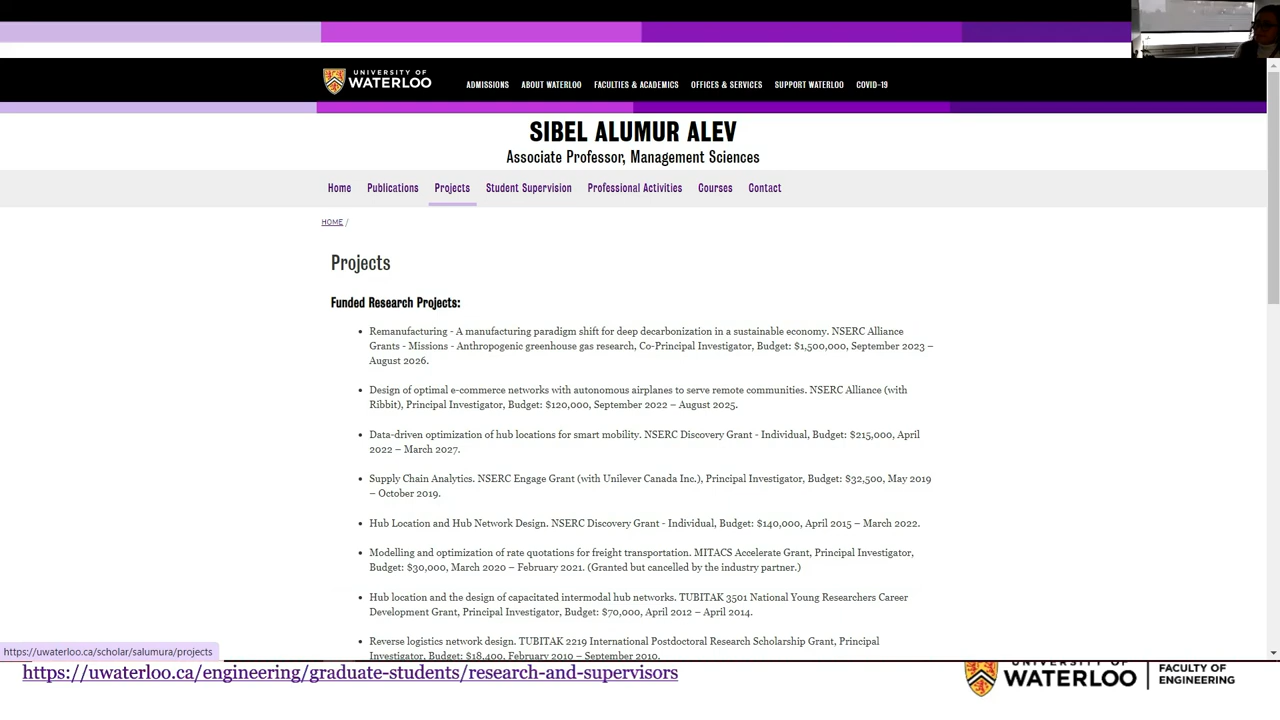 UNIVERSITY OF
WATERLOO
ADMISSIONS ABOUT WATERLOO FACULTIES & ACADEMICS OFFICES & SERVICES SUPPORT WATERLOO COVID-19
SIBEL ALUMUR ALEV
Associate Professor, Management Sciences
Home Publications Projects Student Supervision Professional Activities Courses Contact
HOME /
Projects
Funded Research Projects:
• Remanufacturing - A manufacturing paradigm shift for deep decarbonization in a sustainable economy. NSERC Alliance
Grants - Missions - Anthropogenic greenhouse gas research, Co-Principal Investigator, Budget: $1,500,000, September 2023 –
August 2026.
• Design of optimal e-commerce networks with autonomous airplanes to serve remote communities. NSERC Alliance (with
Ribbit), Principal Investigator, Budget: $120,000, September 2022 – August 2025.
• Data-driven optimization of hub locations for smart mobility. NSERC Discovery Grant - Individual, Budget: $215,000, April
2022 – March 2027.
• Supply Chain Analytics. NSERC Engage Grant (with Unilever Canada Inc.), Principal Investigator, Budget: $32,500, May 2019
– October 2019.
• Hub Location and Hub Network Design. NSERC Discovery Grant - Individual, Budget: $140,000, April 2015 – March 2022.
• Modelling and optimization of rate quotations for freight transportation. MITACS Accelerate Grant, Principal Investigator,
Budget: $30,000, March 2020 – February 2021. (Granted but cancelled by the industry partner.)
• Hub location and the design of capacitated intermodal hub networks. TUBITAK 3501 National Young Researchers Career
Development Grant, Principal Investigator, Budget: $70,000, April 2012 – April 2014.
• Reverse logistics network design. TUBITAK 2219 International Postdoctoral Research Scholarship Grant, Principal
Investigator, Budget: $18,400, February 2010 – September 2010.
https://uwaterloo.ca/scholar/salumura/projects
https://uwaterloo.ca/engineering/graduate-students/research-and-supervisors
UNIVERSITY OF
WATERLOO
FACULTY OF
ENGINEERING